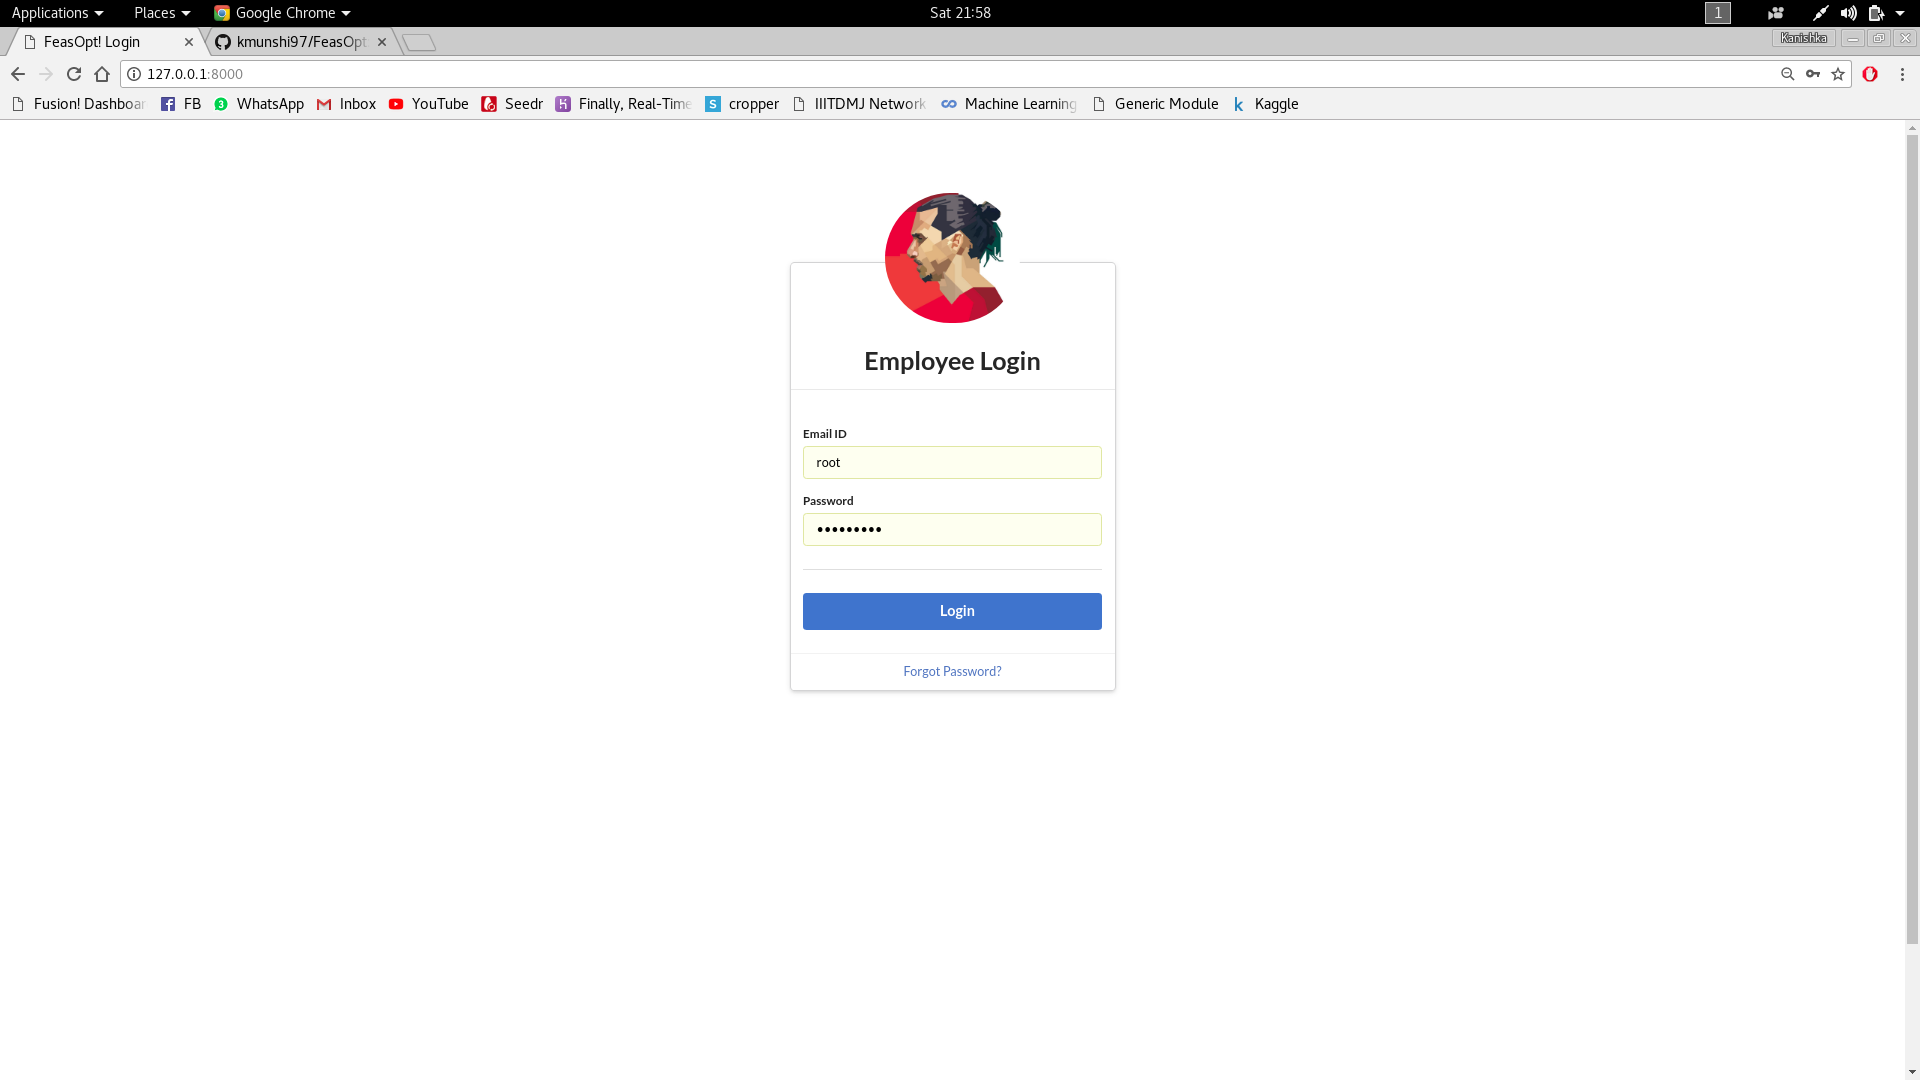 Applications Places Google Chrome Sat 21:58 1
FeasOpt! Login kmunshi97/FeasOpt Kanishka
127.0.0.1:8000
Fusion! Dashboar FB 3 WhatsApp Inbox YouTube Seedr Finally, Real-Time S cropper IIITDMJ Network Machine Learning Generic Module k Kaggle
Employee Login
Email ID
root
Password
•••••••••
Login
Forgot Password?